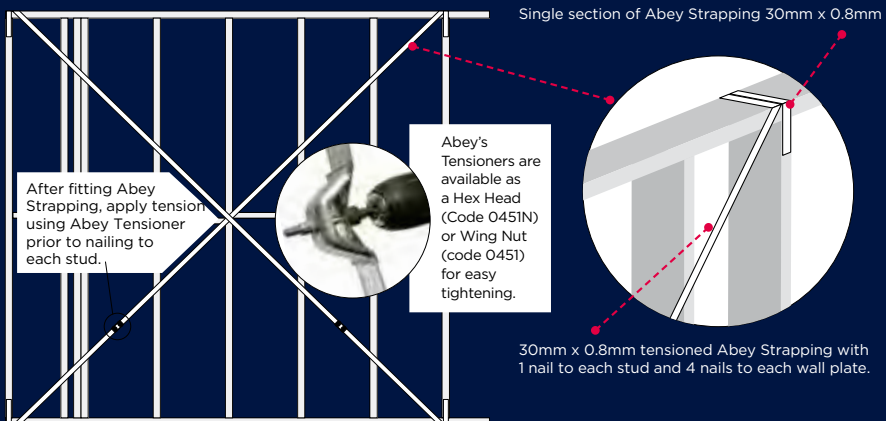 Single section of Abey Strapping 30mm x 0.8mm
After fitting Abey
Strapping, apply tension
using Abey Tensioner
prior to nailing to
each stud.
Abey's
Tensioners are
available as
a Hex Head
(Code 0451N)
or Wing Nut
(code 0451)
for easy
tightening.
30mm x 0.8mm tensioned Abey Strapping with
1 nail to each stud and 4 nails to each wall plate.